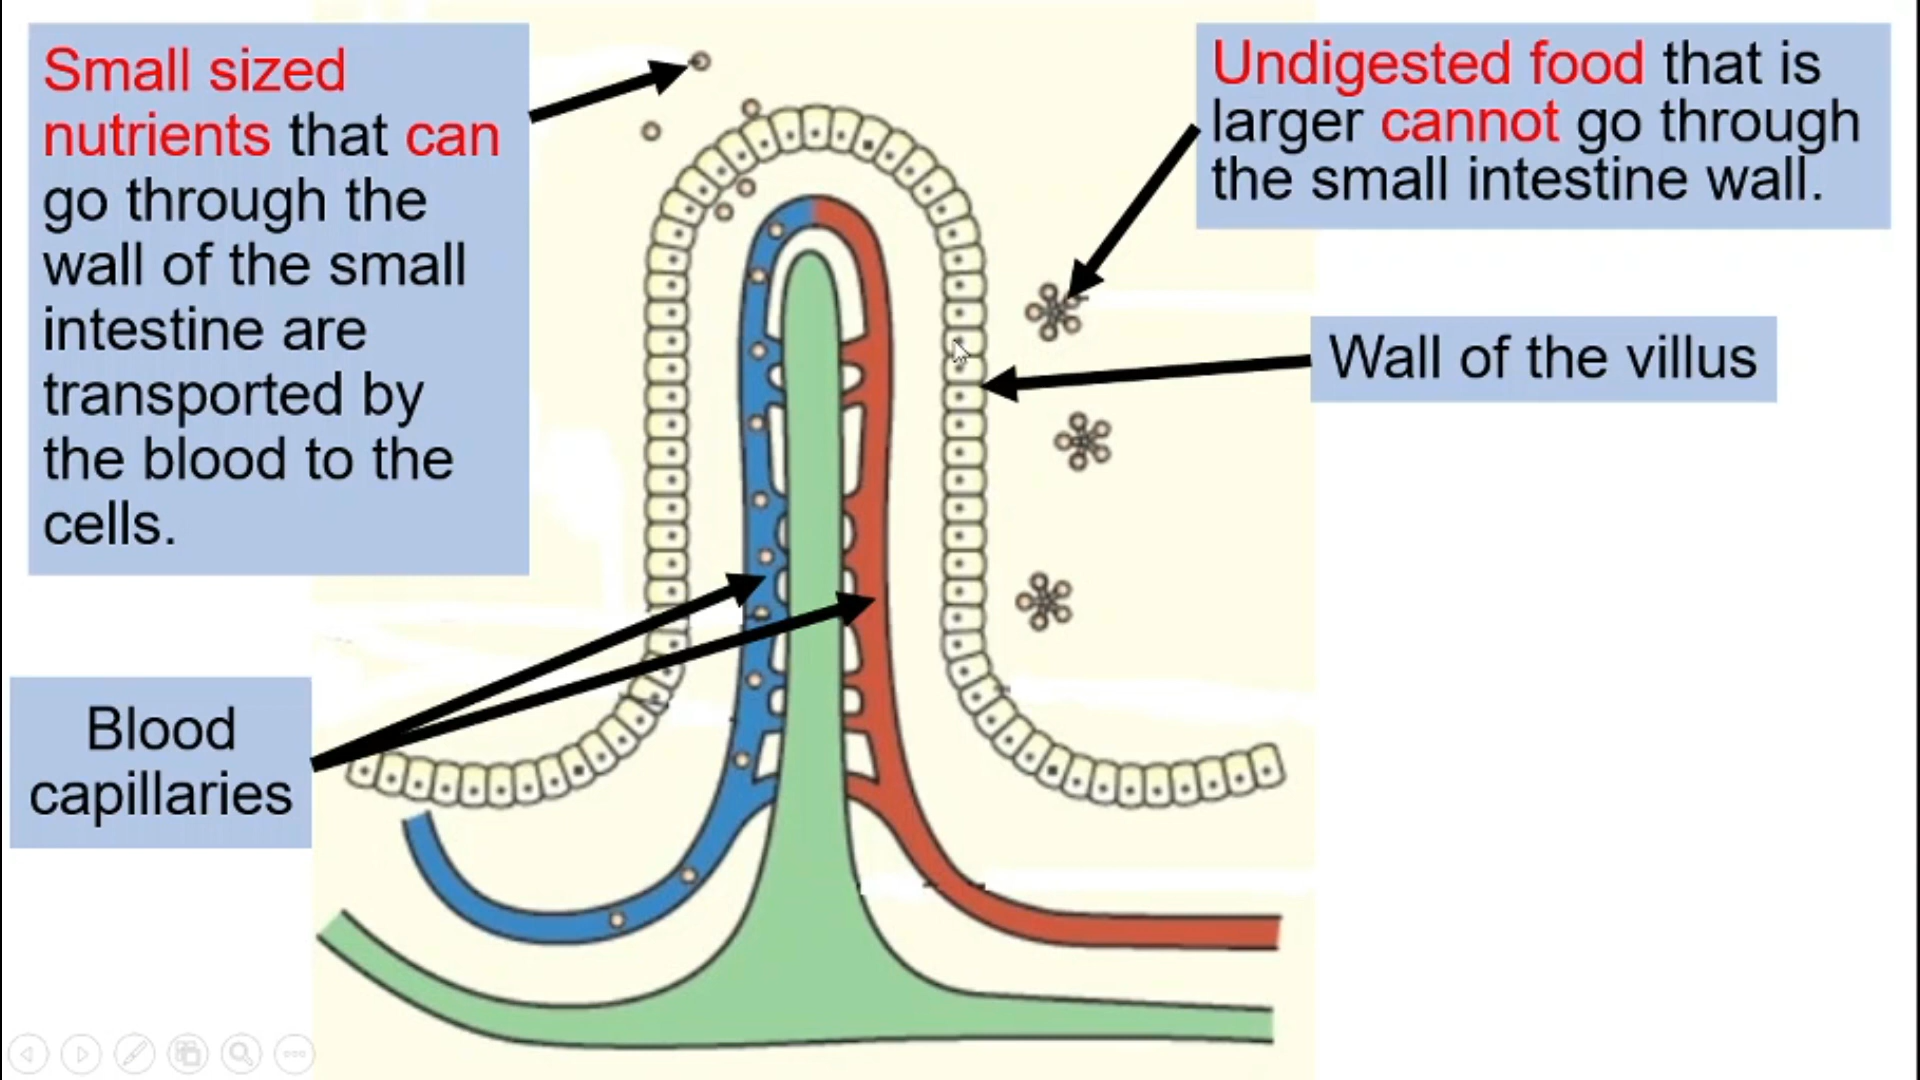 Small sized
nutrients that can
go through the
wall of the small
intestine are
transported by
the blood to the
cells.
Undigested food that is
larger cannot go through
the small intestine wall.
Wall of the villus
Blood
capillaries